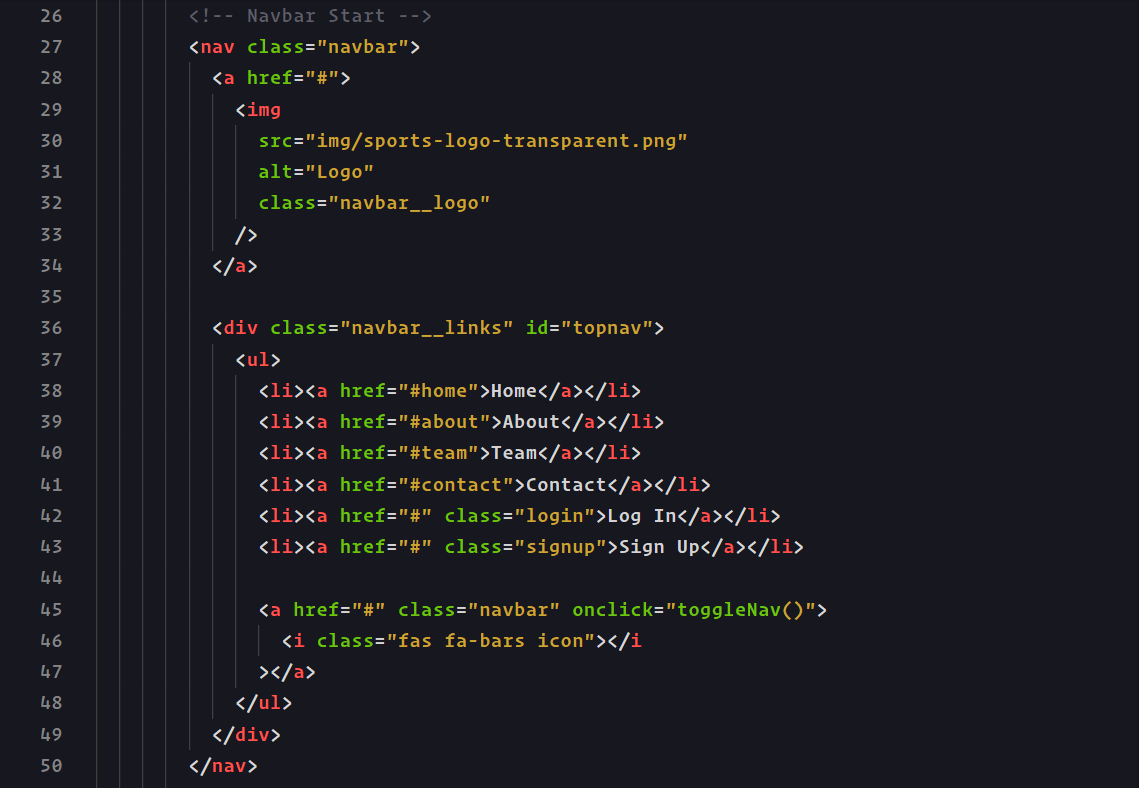 26 <!-- Navbar Start -->
27 <nav class="navbar">
28 <a href="#">
29 <img
30 src="img/sports-logo-transparent.png"
31 alt="Logo"
32 class="navbar__logo"
33 />
34 </a>
35
36 <div class="navbar__links" id="topnav">
37 <ul>
38 <li><a href="#home">Home</a></li>
39 <li><a href="#about">About</a></li>
40 <li><a href="#team">Team</a></li>
41 <li><a href="#contact">Contact</a></li>
42 <li><a href="#" class="login">Log In</a></li>
43 <li><a href="#" class="signup">Sign Up</a></li>
44
45 <a href="#" class="navbar" onclick="toggleNav()">
46 <i class="fas fa-bars icon"></i
47 ></a>
48 </ul>
49 </div>
50 </nav>